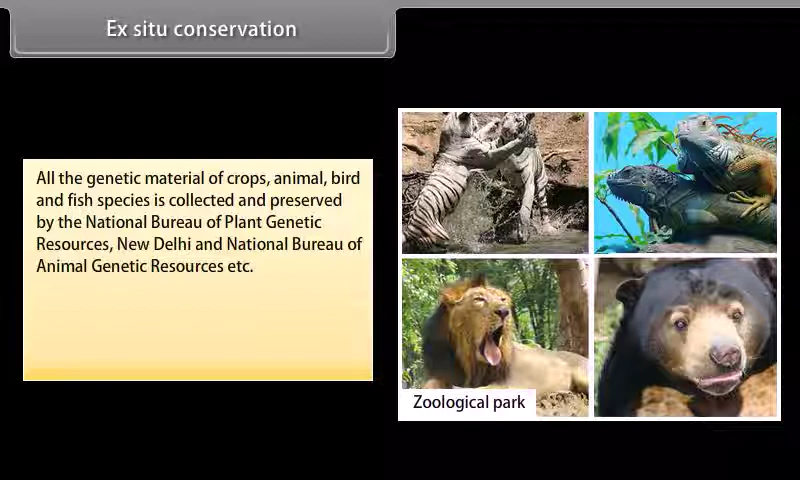 Ex situ conservation
All the genetic material of crops, animal, bird
and fish species is collected and preserved
by the National Bureau of Plant Genetic
Resources, New Delhi and National Bureau of
Animal Genetic Resources etc.
Zoological park